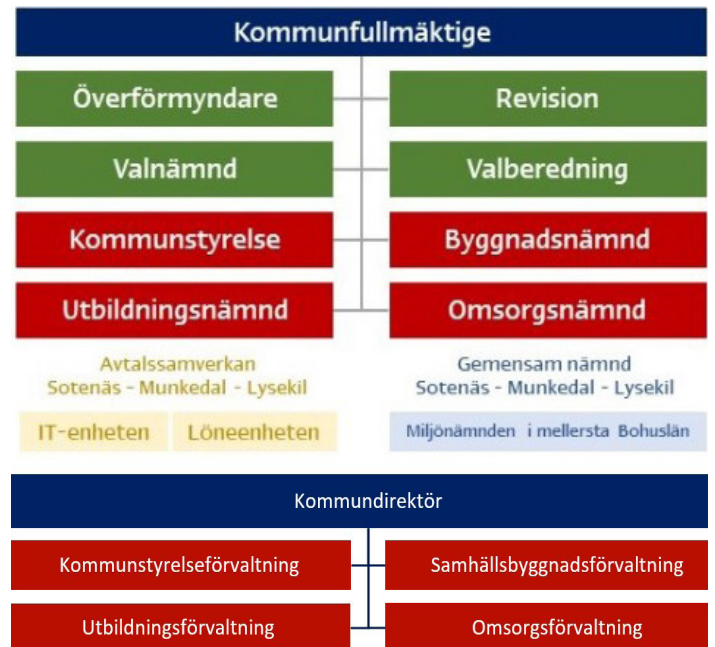 Kommunfullmäktige
Överförmyndare
Revision
Valnämnd
Valberedning
Kommunstyrelse
Byggnadsnämnd
Utbildningsnämnd
Omsorgsnämnd
Avtalssamverkan
Sotenäs - Munkedal - Lysekil
Gemensam nämnd
Sotenäs - Munkedal - Lysekil
IT-enheten
Löneenheten
Miljönämnden i mellersta Bohuslän
Kommundirektör
Kommunstyrelseförvaltning
Samhällsbyggnadsförvaltning
Utbildningsförvaltning
Omsorgsförvaltning